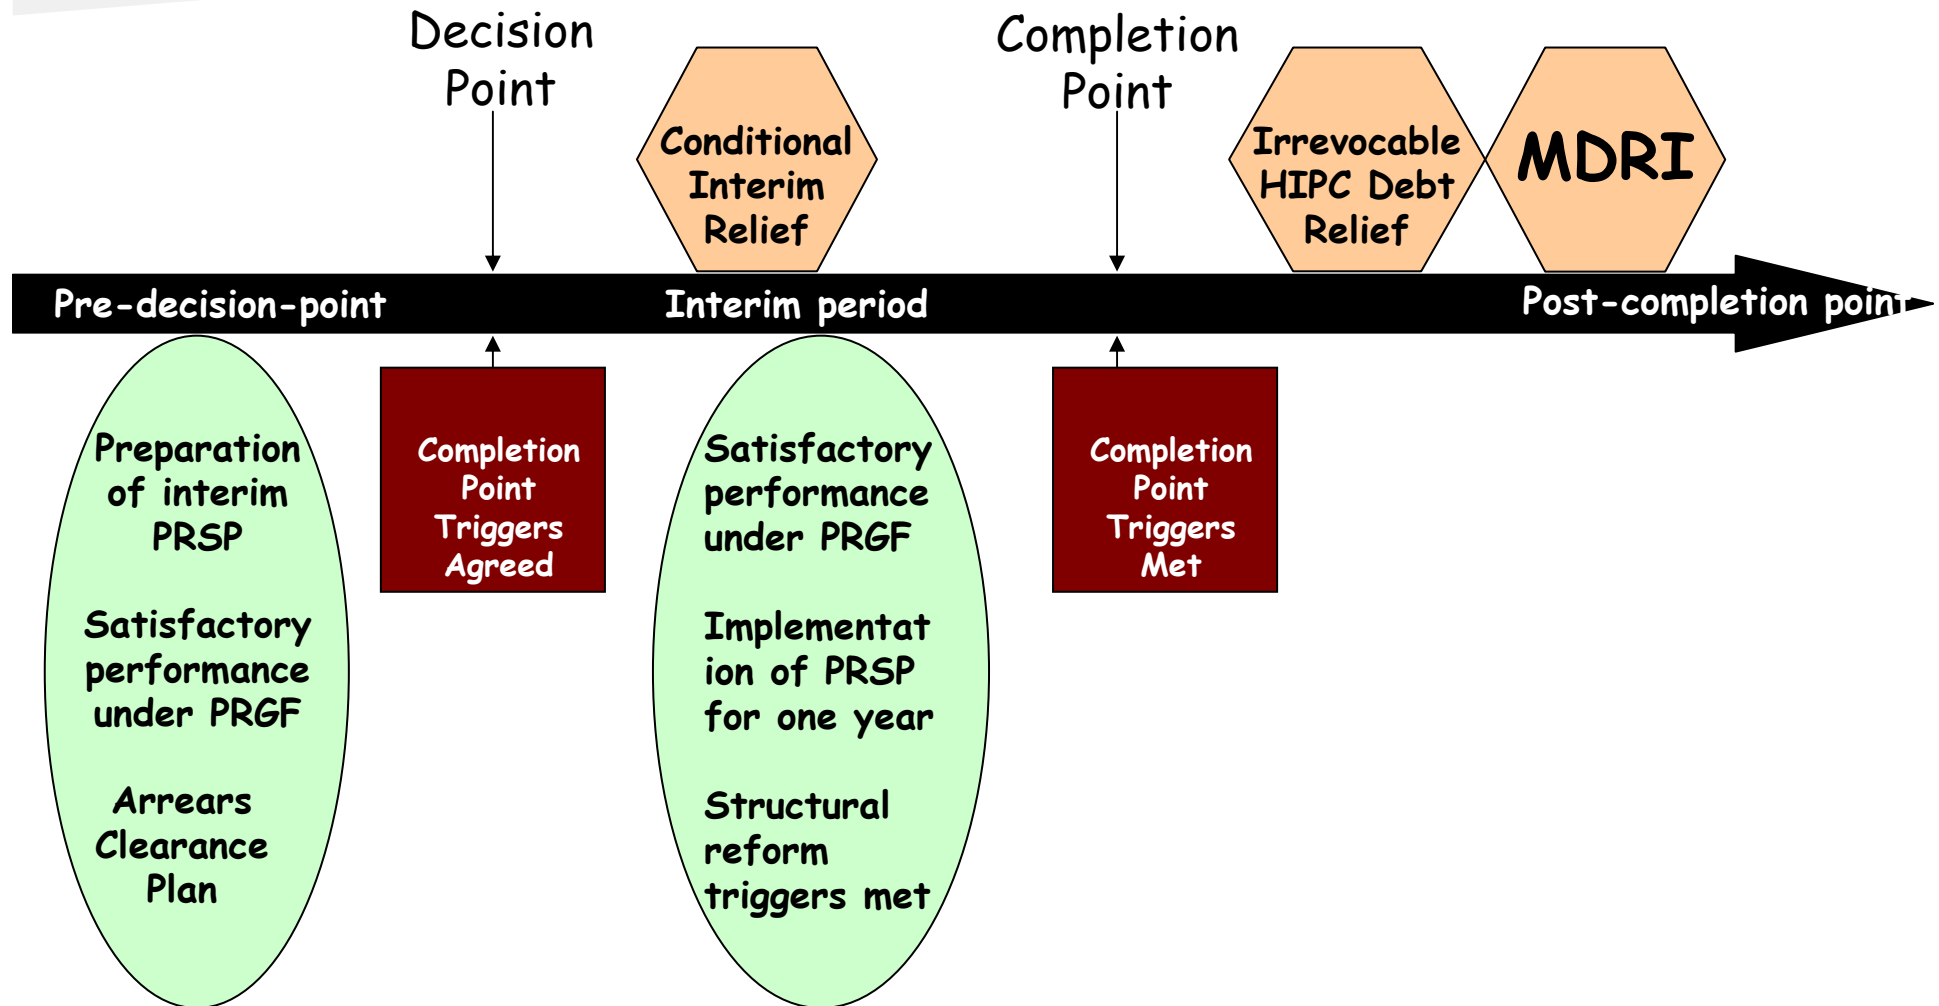 Decision
Point
Completion
Point
Conditional
Interim
Relief
Irrevocable
HIPC Debt
Relief
MDRI
Pre-decision-point
Interim period
Post-completion point
Preparation
of interim
PRSP
Satisfactory
performance
under PRGF
Arrears
Clearance
Plan
Completion
Point
Triggers
Agreed
Satisfactory
performance
under PRGF
Implementat
ion of PRSP
for one year
Structural
reform
triggers met
Completion
Point
Triggers
Met